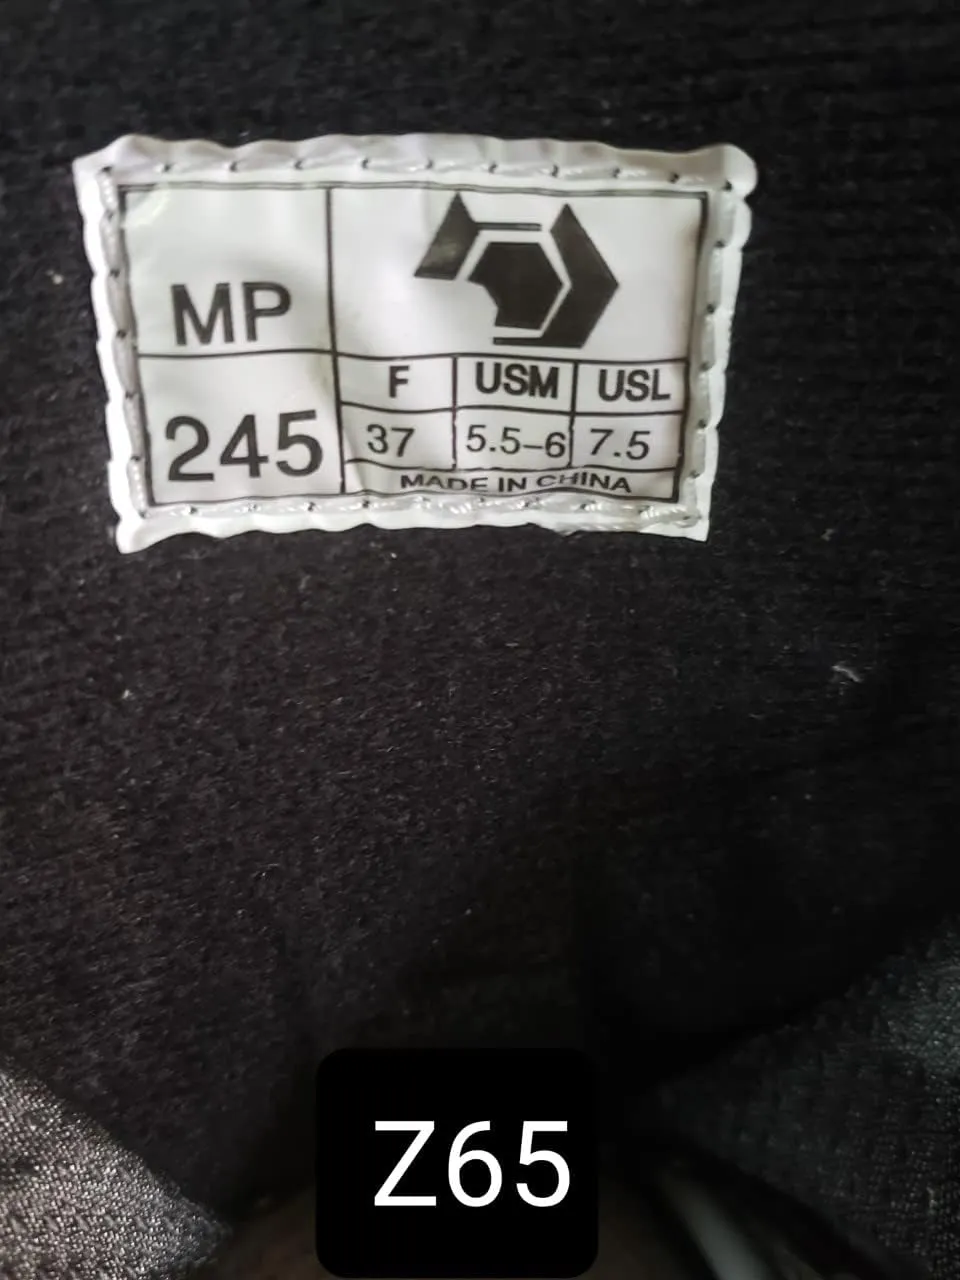 MP
F USM USL
245 37 5.5–6 7.5
MADE IN CHINA
Z65